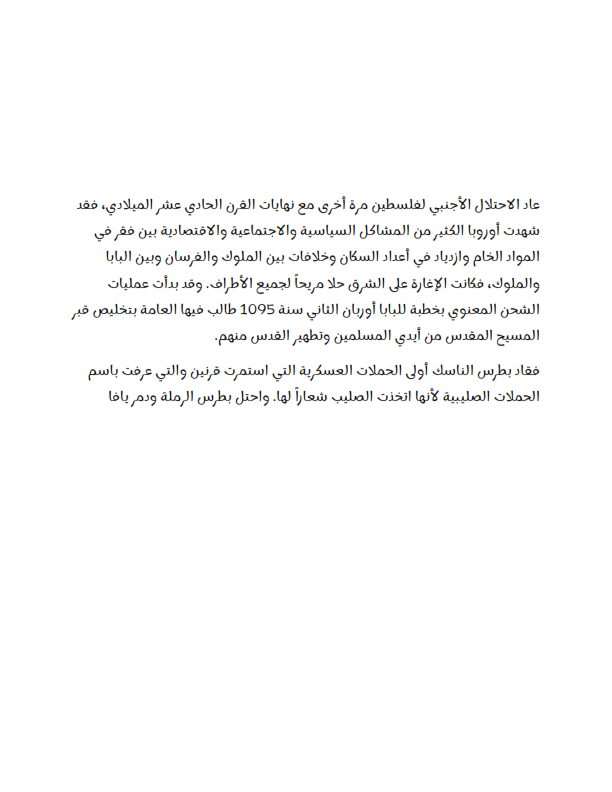 عاد الاحتلال الأجنبي لفلسطين مرة أخرى مع نهايات القرن الحادي عشر الميلادي، فقد
شهدت أوروبا الكثير من المشاكل السياسية والاجتماعية والاقتصادية بين فقر في
المواد الخام وازدياد في أعداد السكان وخلافات بين الملوك والفرسان وبين البابا
والملوك، فكانت الإغارة على الشرق حلا مريحاً لجميع الأطراف. وقد بدأت عمليات
الشحن المعنوي بخطبة للبابا أوربان الثاني سنة 1095 طالب فيها العامة بتخليص قبر
المسيح المقدس من أيدي المسلمين وتطهير القدس منهم.
فقاد بطرس الناسك أولى الحملات العسكرية التي استمرت قرنين والتي عرفت باسم
الحملات الصليبية لأنها اتخذت الصليب شعاراً لها. واحتل بطرس الرملة ودمر يافا